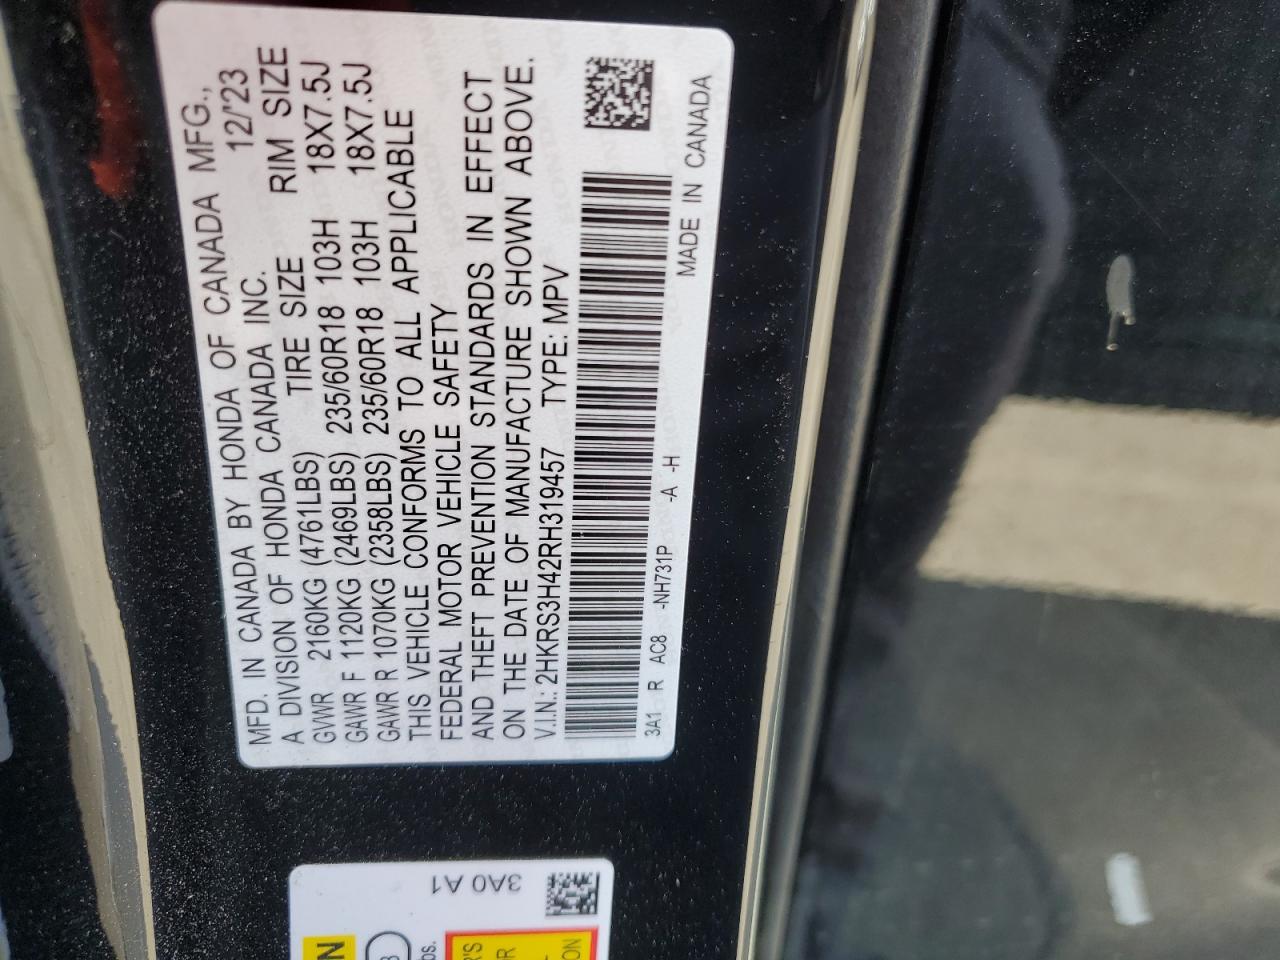 MFD. IN CANADA BY HONDA OF CANADA MFG.,
A DIVISION OF HONDA CANADA INC. 12/'23
GVWR 2160KG (4761LBS) TIRE SIZE RIM SIZE
GAWR F 1120KG (2469LBS) 235/60R18 103H 18X7.5J
GAWR R 1070KG (2358LBS) 235/60R18 103H 18X7.5J
THIS VEHICLE CONFORMS TO ALL APPLICABLE
FEDERAL MOTOR VEHICLE SAFETY
AND THEFT PREVENTION STANDARDS IN EFFECT
ON THE DATE OF MANUFACTURE SHOWN ABOVE.
V.I.N.: 2HKRS3H42RH319457 TYPE: MPV
3A1 R AC8 -NH731P -A -H
MADE IN CANADA
3A0 A1